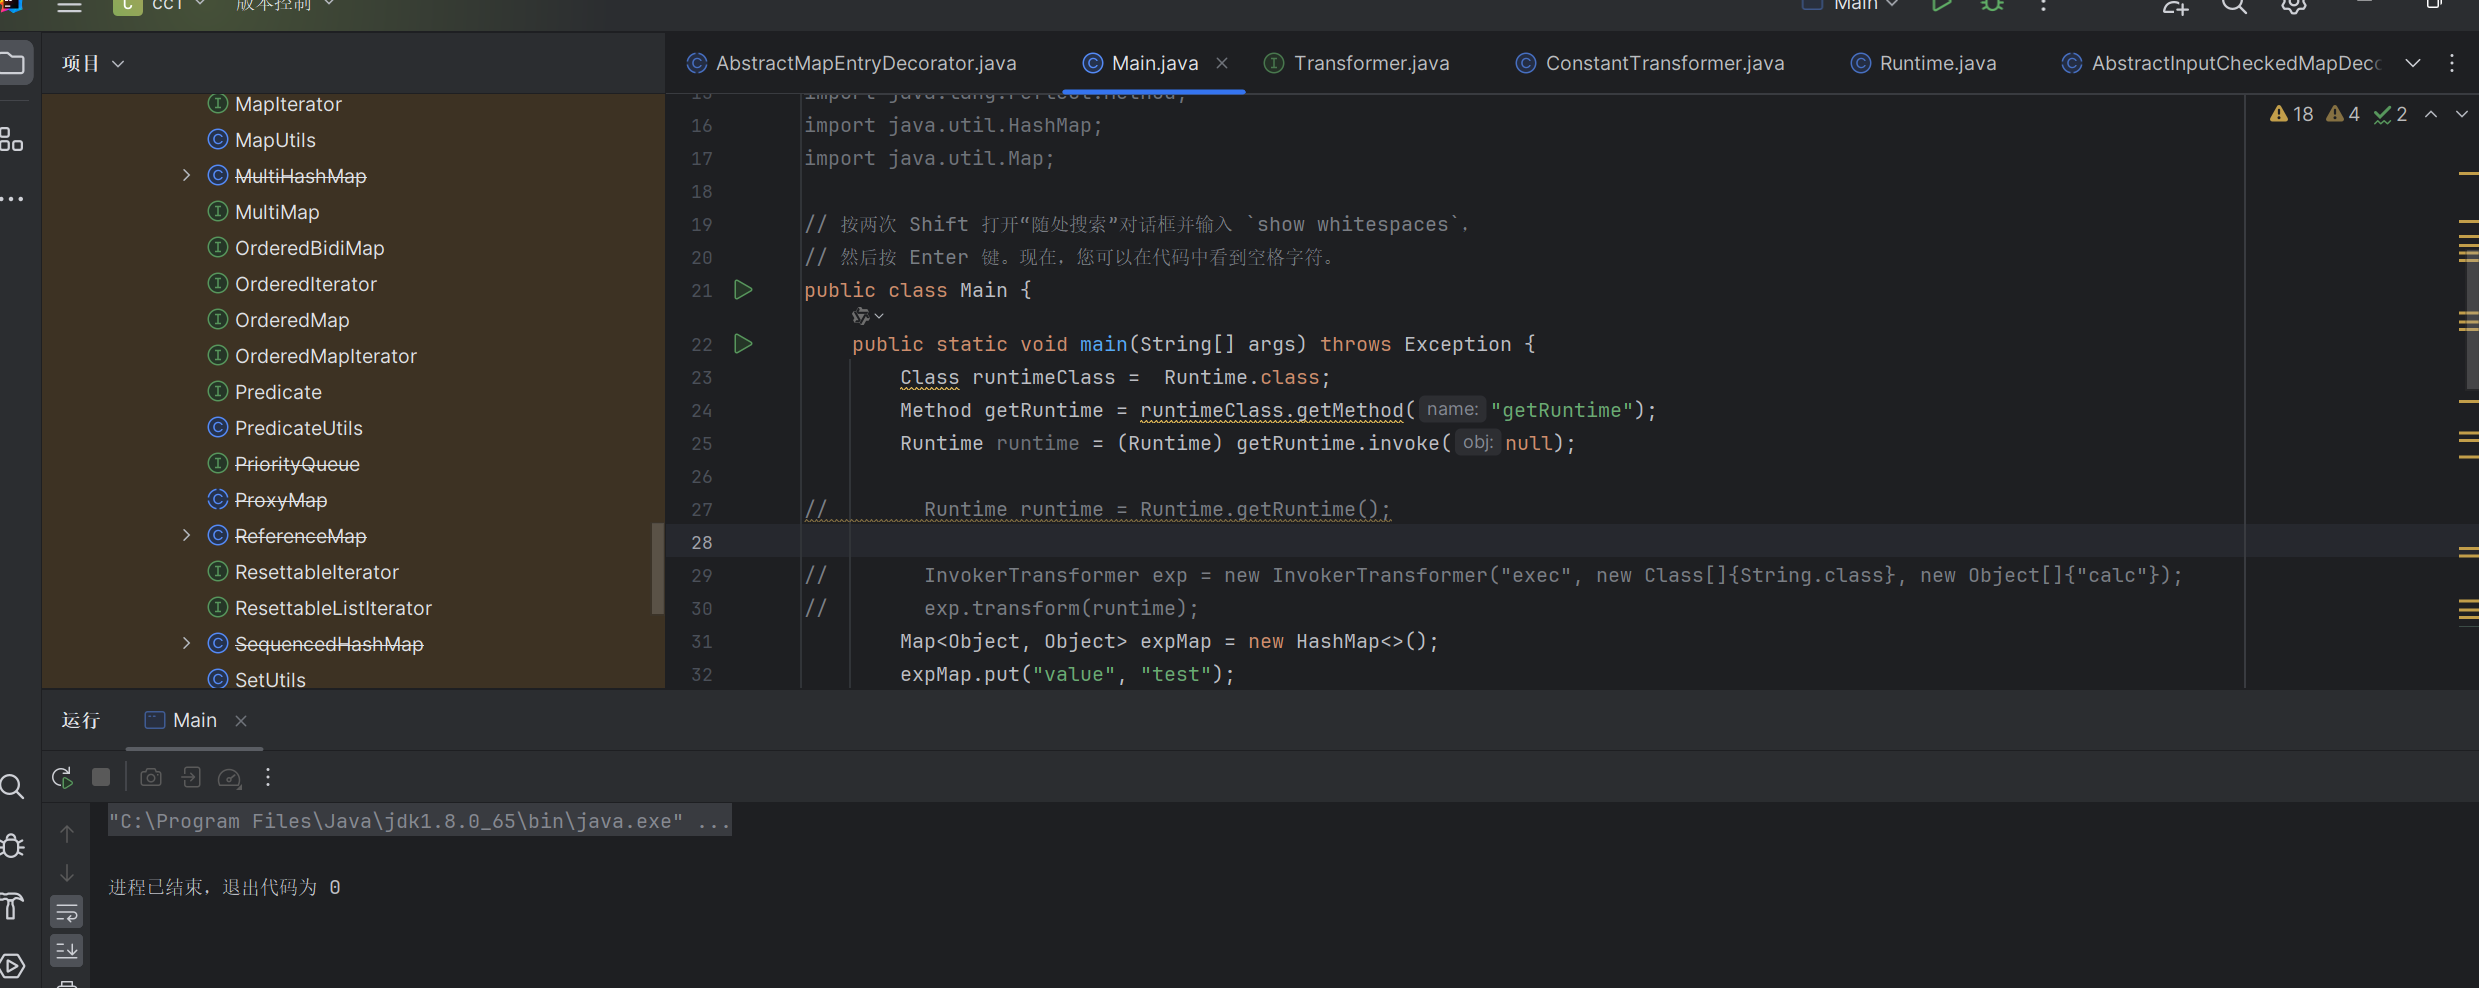 cc1
版本控制
Main
项目
AbstractMapEntryDecorator.java
Main.java
Transformer.java
ConstantTransformer.java
Runtime.java
AbstractInputCheckedMapDecc
MapIterator
MapUtils
MultiHashMap
MultiMap
OrderedBidiMap
OrderedIterator
OrderedMap
OrderedMapIterator
Predicate
PredicateUtils
PriorityQueue
ProxyMap
ReferenceMap
ResettableIterator
ResettableListIterator
SequencedHashMap
SetUtils
18 4 2
15 import java.lang.reflect.Method;
16 import java.util.HashMap;
17 import java.util.Map;
18
19 // 按两次 Shift 打开“随处搜索”对话框并输入 `show whitespaces`，
20 // 然后按 Enter 键。现在，您可以在代码中看到空格字符。
21 public class Main {
22 public static void main(String[] args) throws Exception {
23 Class runtimeClass =  Runtime.class;
24 Method getRuntime = runtimeClass.getMethod( name: "getRuntime");
25 Runtime runtime = (Runtime) getRuntime.invoke( obj: null);
26
27 //        Runtime runtime = Runtime.getRuntime();
28
29 //        InvokerTransformer exp = new InvokerTransformer("exec", new Class[]{String.class}, new Object[]{"calc"});
30 //        exp.transform(runtime);
31 Map<Object, Object> expMap = new HashMap<>();
32 expMap.put("value", "test");
运行
Main
"C:\Program Files\Java\jdk1.8.0_65\bin\java.exe" ...
进程已结束，退出代码为 0